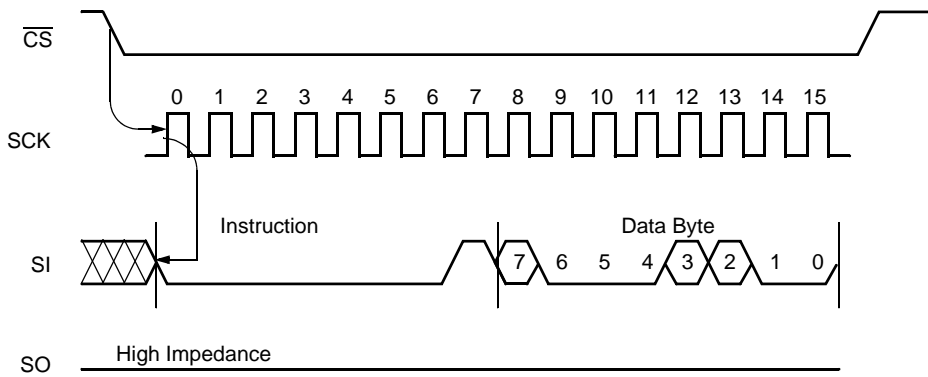 CS
0 1 2 3 4 5 6 7 8 9 10 11 12 13 14 15
SCK
Instruction Data Byte
SI 7 6 5 4 3 2 1 0
High Impedance
SO